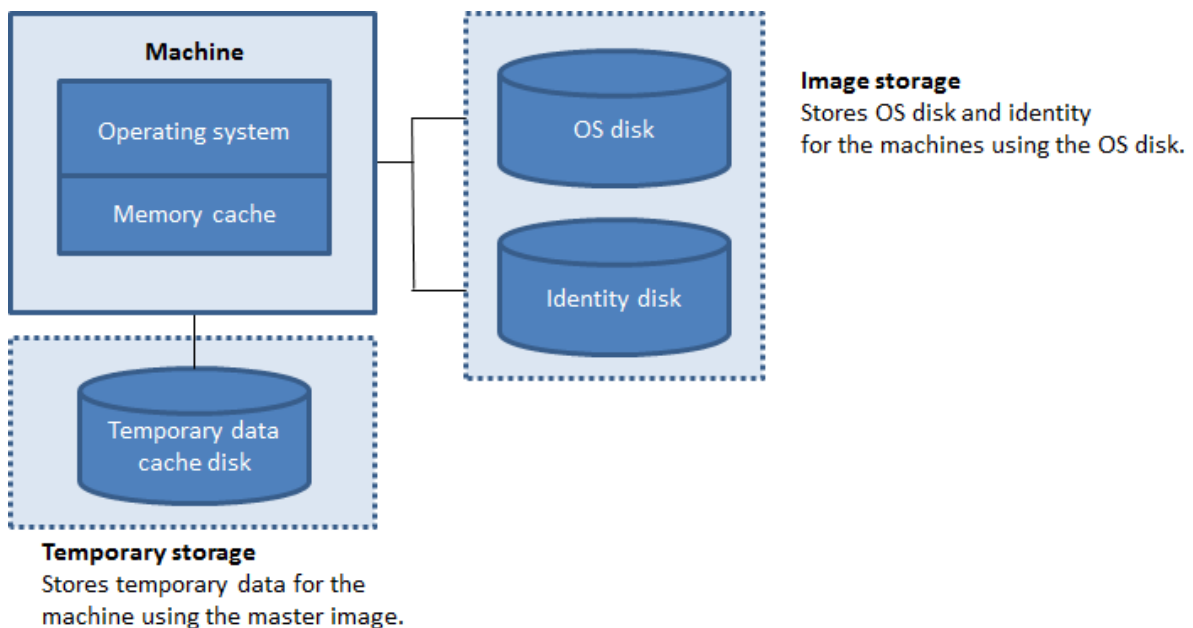 Machine
Operating system
Memory cache
OS disk
Identity disk
Image storage
Stores OS disk and identity
for the machines using the OS disk.
Temporary data
cache disk
Temporary storage
Stores temporary data for the
machine using the master image.